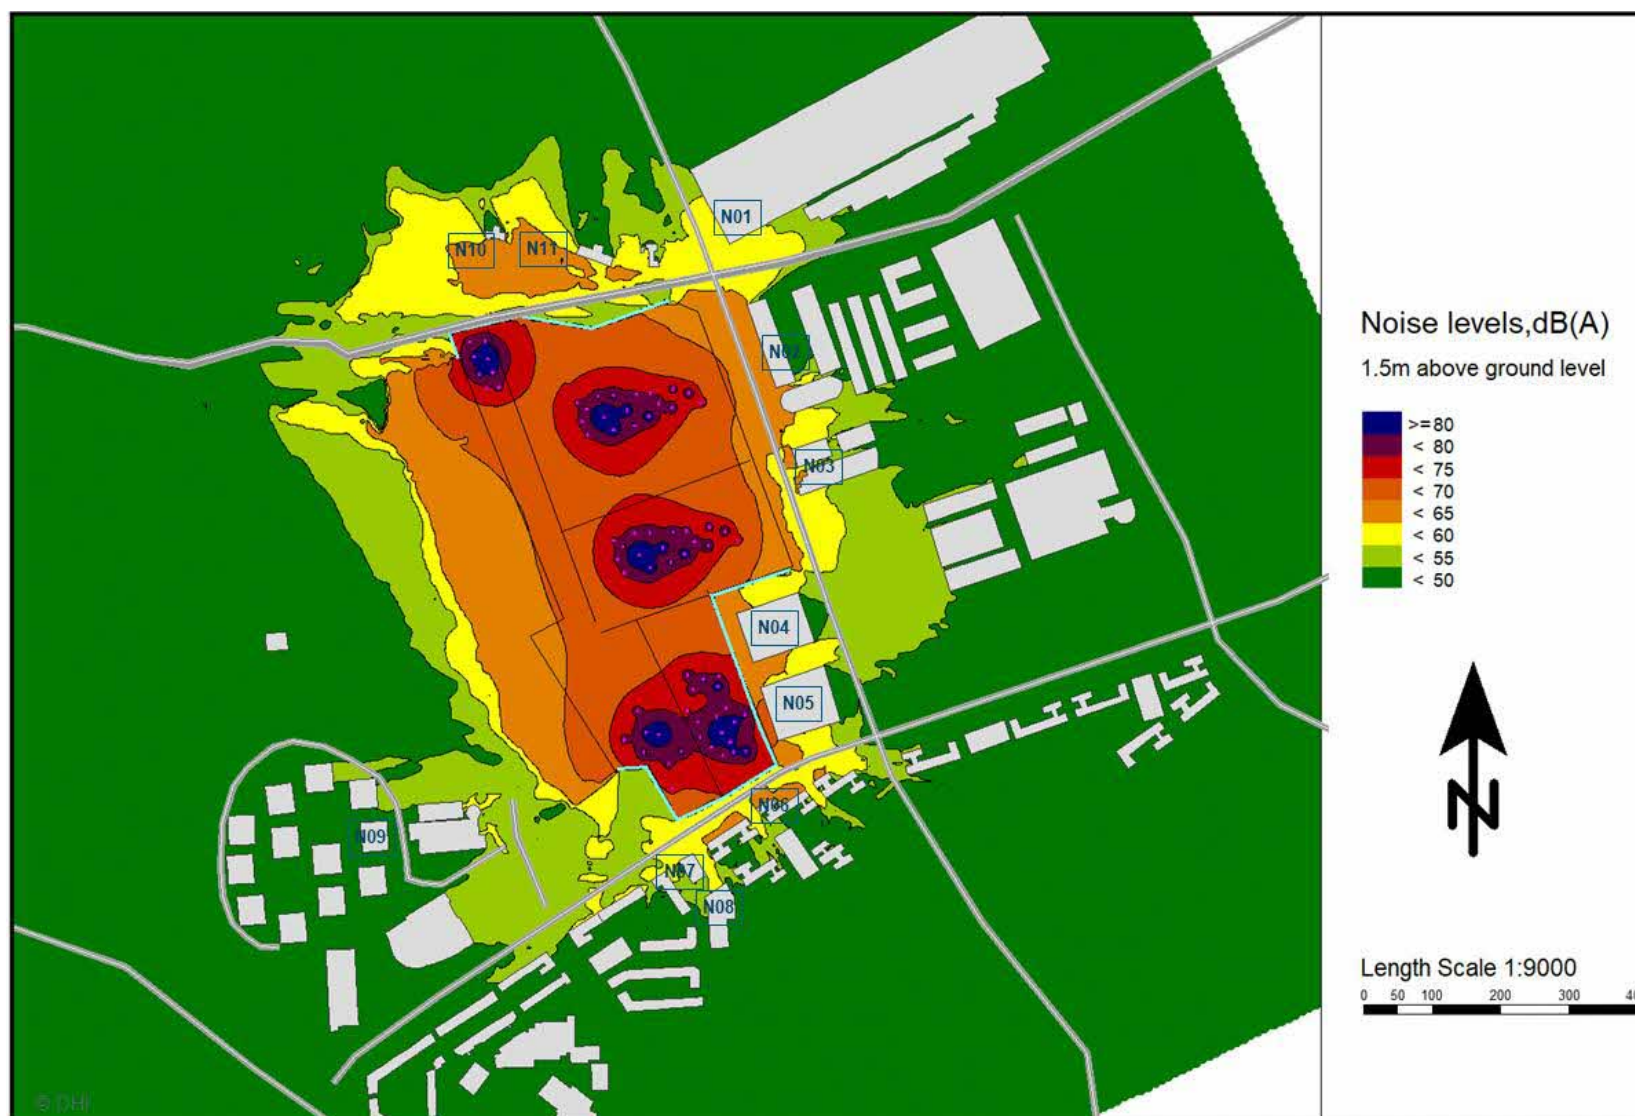 N01
N10
N11
N02
N03
N04
N05
N06
N09
N07
N08
Noise levels,dB(A)
1.5m above ground level
>=80
< 80
< 75
< 70
< 65
< 60
< 55
< 50
N
Length Scale 1:9000
0 50 100 200 300
© DHI